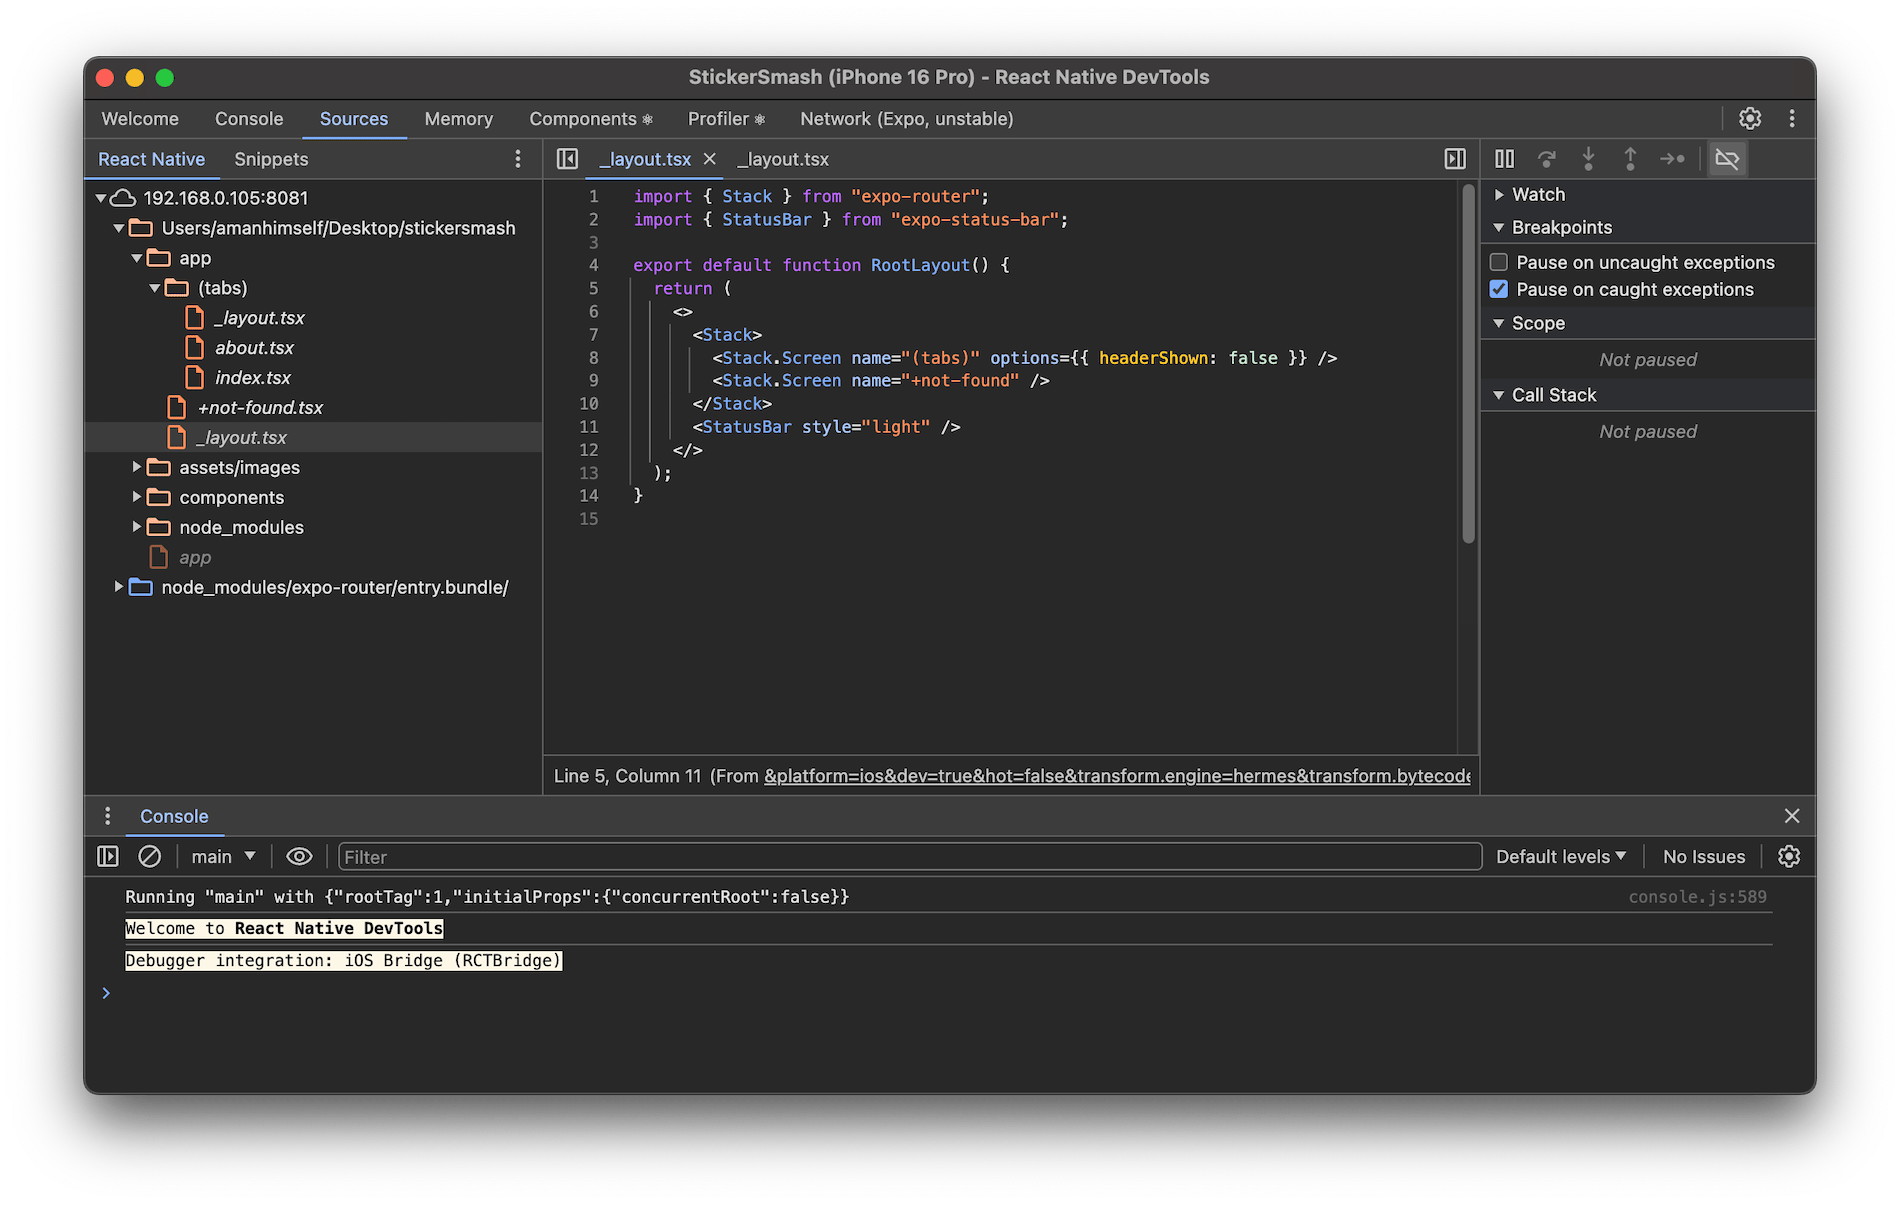 StickerSmash (iPhone 16 Pro) - React Native DevTools
Welcome Console Sources Memory Components ⚛ Profiler ⚛ Network (Expo, unstable)
React Native Snippets
192.168.0.105:8081
Users/amanhimself/Desktop/stickersmash
app
(tabs)
_layout.tsx
about.tsx
index.tsx
+not-found.tsx
_layout.tsx
assets/images
components
node_modules
app
node_modules/expo-router/entry.bundle/
_layout.tsx _layout.tsx
1 import { Stack } from "expo-router";
2 import { StatusBar } from "expo-status-bar";
3
4 export default function RootLayout() {
5 return (
6 <>
7 <Stack>
8 <Stack.Screen name="(tabs)" options={{ headerShown: false }} />
9 <Stack.Screen name="+not-found" />
10 </Stack>
11 <StatusBar style="light" />
12 </>
13 );
14 }
15
Line 5, Column 11 (From &platform=ios&dev=true&hot=false&transform.engine=hermes&transform.bytecode
Watch
Breakpoints
Pause on uncaught exceptions
Pause on caught exceptions
Scope
Not paused
Call Stack
Not paused
Console
main Filter Default levels No Issues
Running "main" with {"rootTag":1,"initialProps":{"concurrentRoot":false}} console.js:589
Welcome to React Native DevTools
Debugger integration: iOS Bridge (RCTBridge)